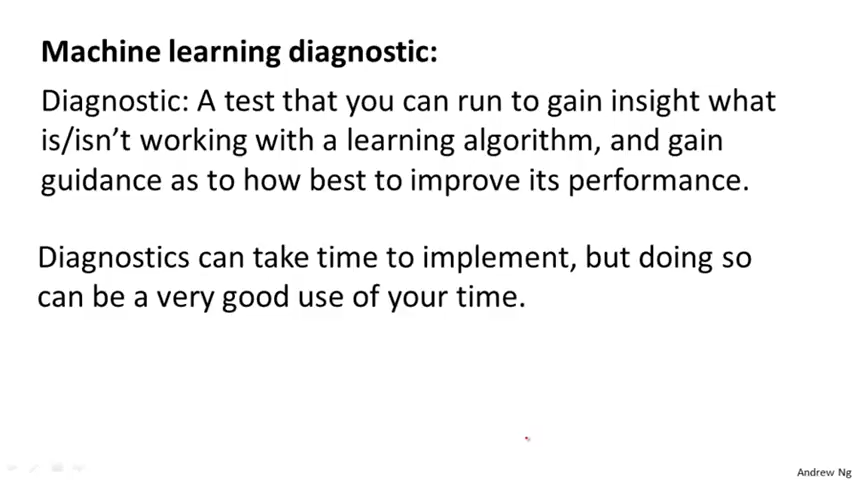 Machine learning diagnostic:
Diagnostic: A test that you can run to gain insight what
is/isn't working with a learning algorithm, and gain
guidance as to how best to improve its performance.
Diagnostics can take time to implement, but doing so
can be a very good use of your time.
Andrew Ng